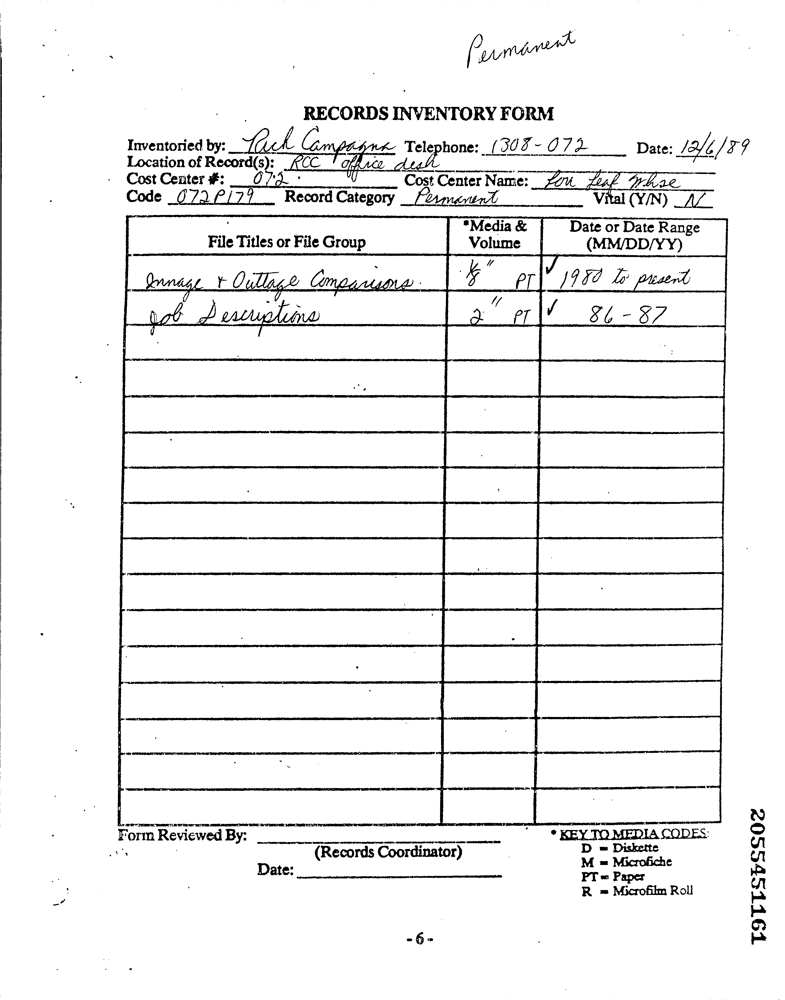 Permanent
RECORDS INVENTORY FORM
Inventoried by: Rich Campagna Telephone: 1308-072 Date: 12/6/89
Location of Record(s): RCC office desk
Cost Center #: 072 Cost Center Name: Lou Leaf Whse
Code 072P179 Record Category Permanent Vital (Y/N) N
File Titles or File Group *Media & Volume Date or Date Range (MM/DD/YY)
Innage + Outtage Comparisons 1/8" PT ✓ 1980 to present
Job Descriptions 2" PT ✓ 86-87
Form Reviewed By:
(Records Coordinator)
Date:
* KEY TO MEDIA CODES:
D = Diskette
M = Microfiche
PT = Paper
R = Microfilm Roll
-6-
2055451161